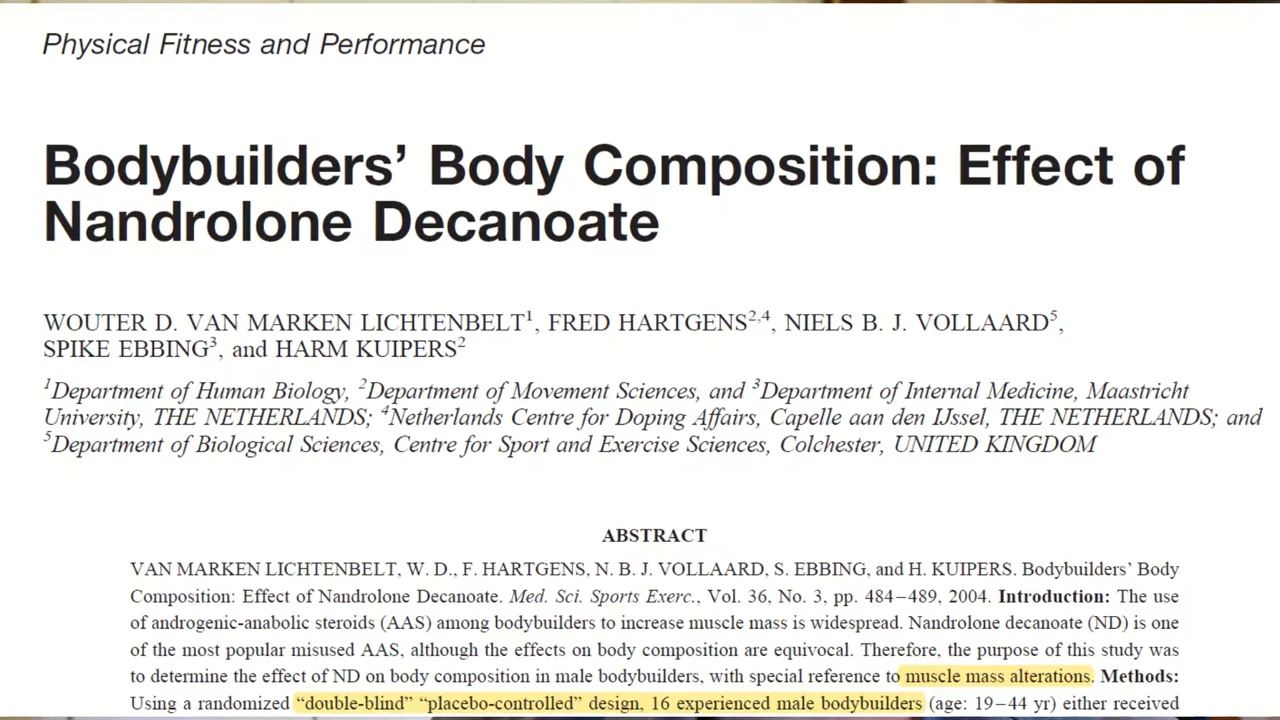 Physical Fitness and Performance
Bodybuilders’ Body Composition: Effect of
Nandrolone Decanoate
WOUTER D. VAN MARKEN LICHTENBELT1, FRED HARTGENS2,4, NIELS B. J. VOLLAARD5,
SPIKE EBBING3, and HARM KUIPERS2
1Department of Human Biology, 2Department of Movement Sciences, and 3Department of Internal Medicine, Maastricht
University, THE NETHERLANDS; 4Netherlands Centre for Doping Affairs, Capelle aan den IJssel, THE NETHERLANDS; and
5Department of Biological Sciences, Centre for Sport and Exercise Sciences, Colchester, UNITED KINGDOM
ABSTRACT
VAN MARKEN LICHTENBELT, W. D., F. HARTGENS, N. B. J. VOLLAARD, S. EBBING, and H. KUIPERS. Bodybuilders’ Body
Composition: Effect of Nandrolone Decanoate. Med. Sci. Sports Exerc., Vol. 36, No. 3, pp. 484–489, 2004. Introduction: The use
of androgenic-anabolic steroids (AAS) among bodybuilders to increase muscle mass is widespread. Nandrolone decanoate (ND) is one
of the most popular misused AAS, although the effects on body composition are equivocal. Therefore, the purpose of this study was
to determine the effect of ND on body composition in male bodybuilders, with special reference to muscle mass alterations. Methods:
Using a randomized “double-blind” “placebo-controlled” design, 16 experienced male bodybuilders (age: 19–44 yr) either received